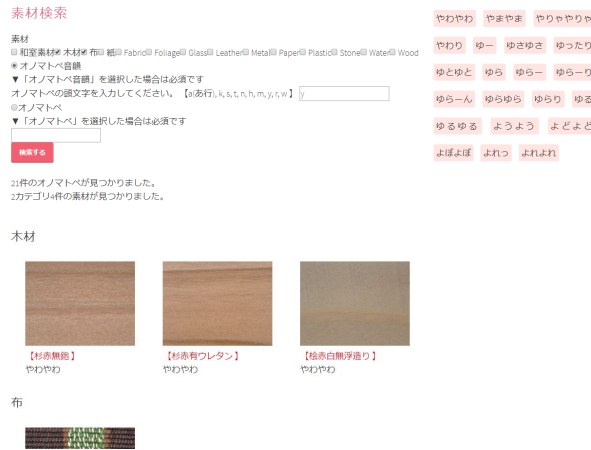 素材検索
素材
和室素材 木材 布 紙 Fabric Foliage Glass Leather Metal Paper Plastic Stone Water Wood
オノマトペ音韻
▼「オノマトペ音韻」を選択した場合は必須です
オノマトペの頭文字を入力してください。【a(あ行), k, s, t, n, h, m, y, r, w 】 y
オノマトペ
▼「オノマトペ」を選択した場合は必須です
検索する
21件のオノマトペが見つかりました。
2カテゴリ4件の素材が見つかりました。
木材
【杉赤無鉋】
やわやわ
【杉赤有ウレタン】
やわやわ
【桧赤白無浮造り】
やわやわ
布
やわやわ やまやま やりゃやりゃ
やわり ゆー ゆさゆさ ゆったり
ゆとゆと ゆら ゆらー ゆらーり
ゆらーん ゆらゆら ゆらり ゆる
ゆるゆる ようよう よどよど
よぼよぼ よれっ よれよれ